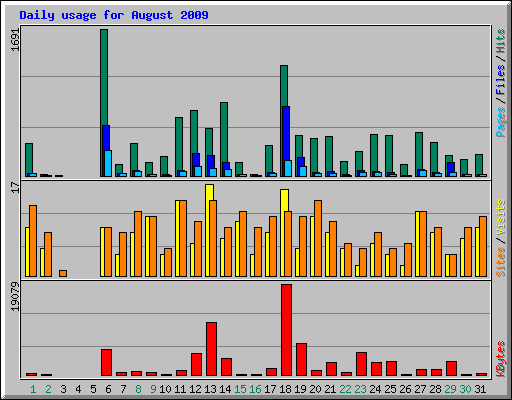 Daily usage for August 2009
1691
Pages / Files / Hits
17
Sites / Visits
19079
KBytes
1 2 3 4 5 6 7 8 9 10 11 12 13 14 15 16 17 18 19 20 21 22 23 24 25 26 27 28 29 30 31